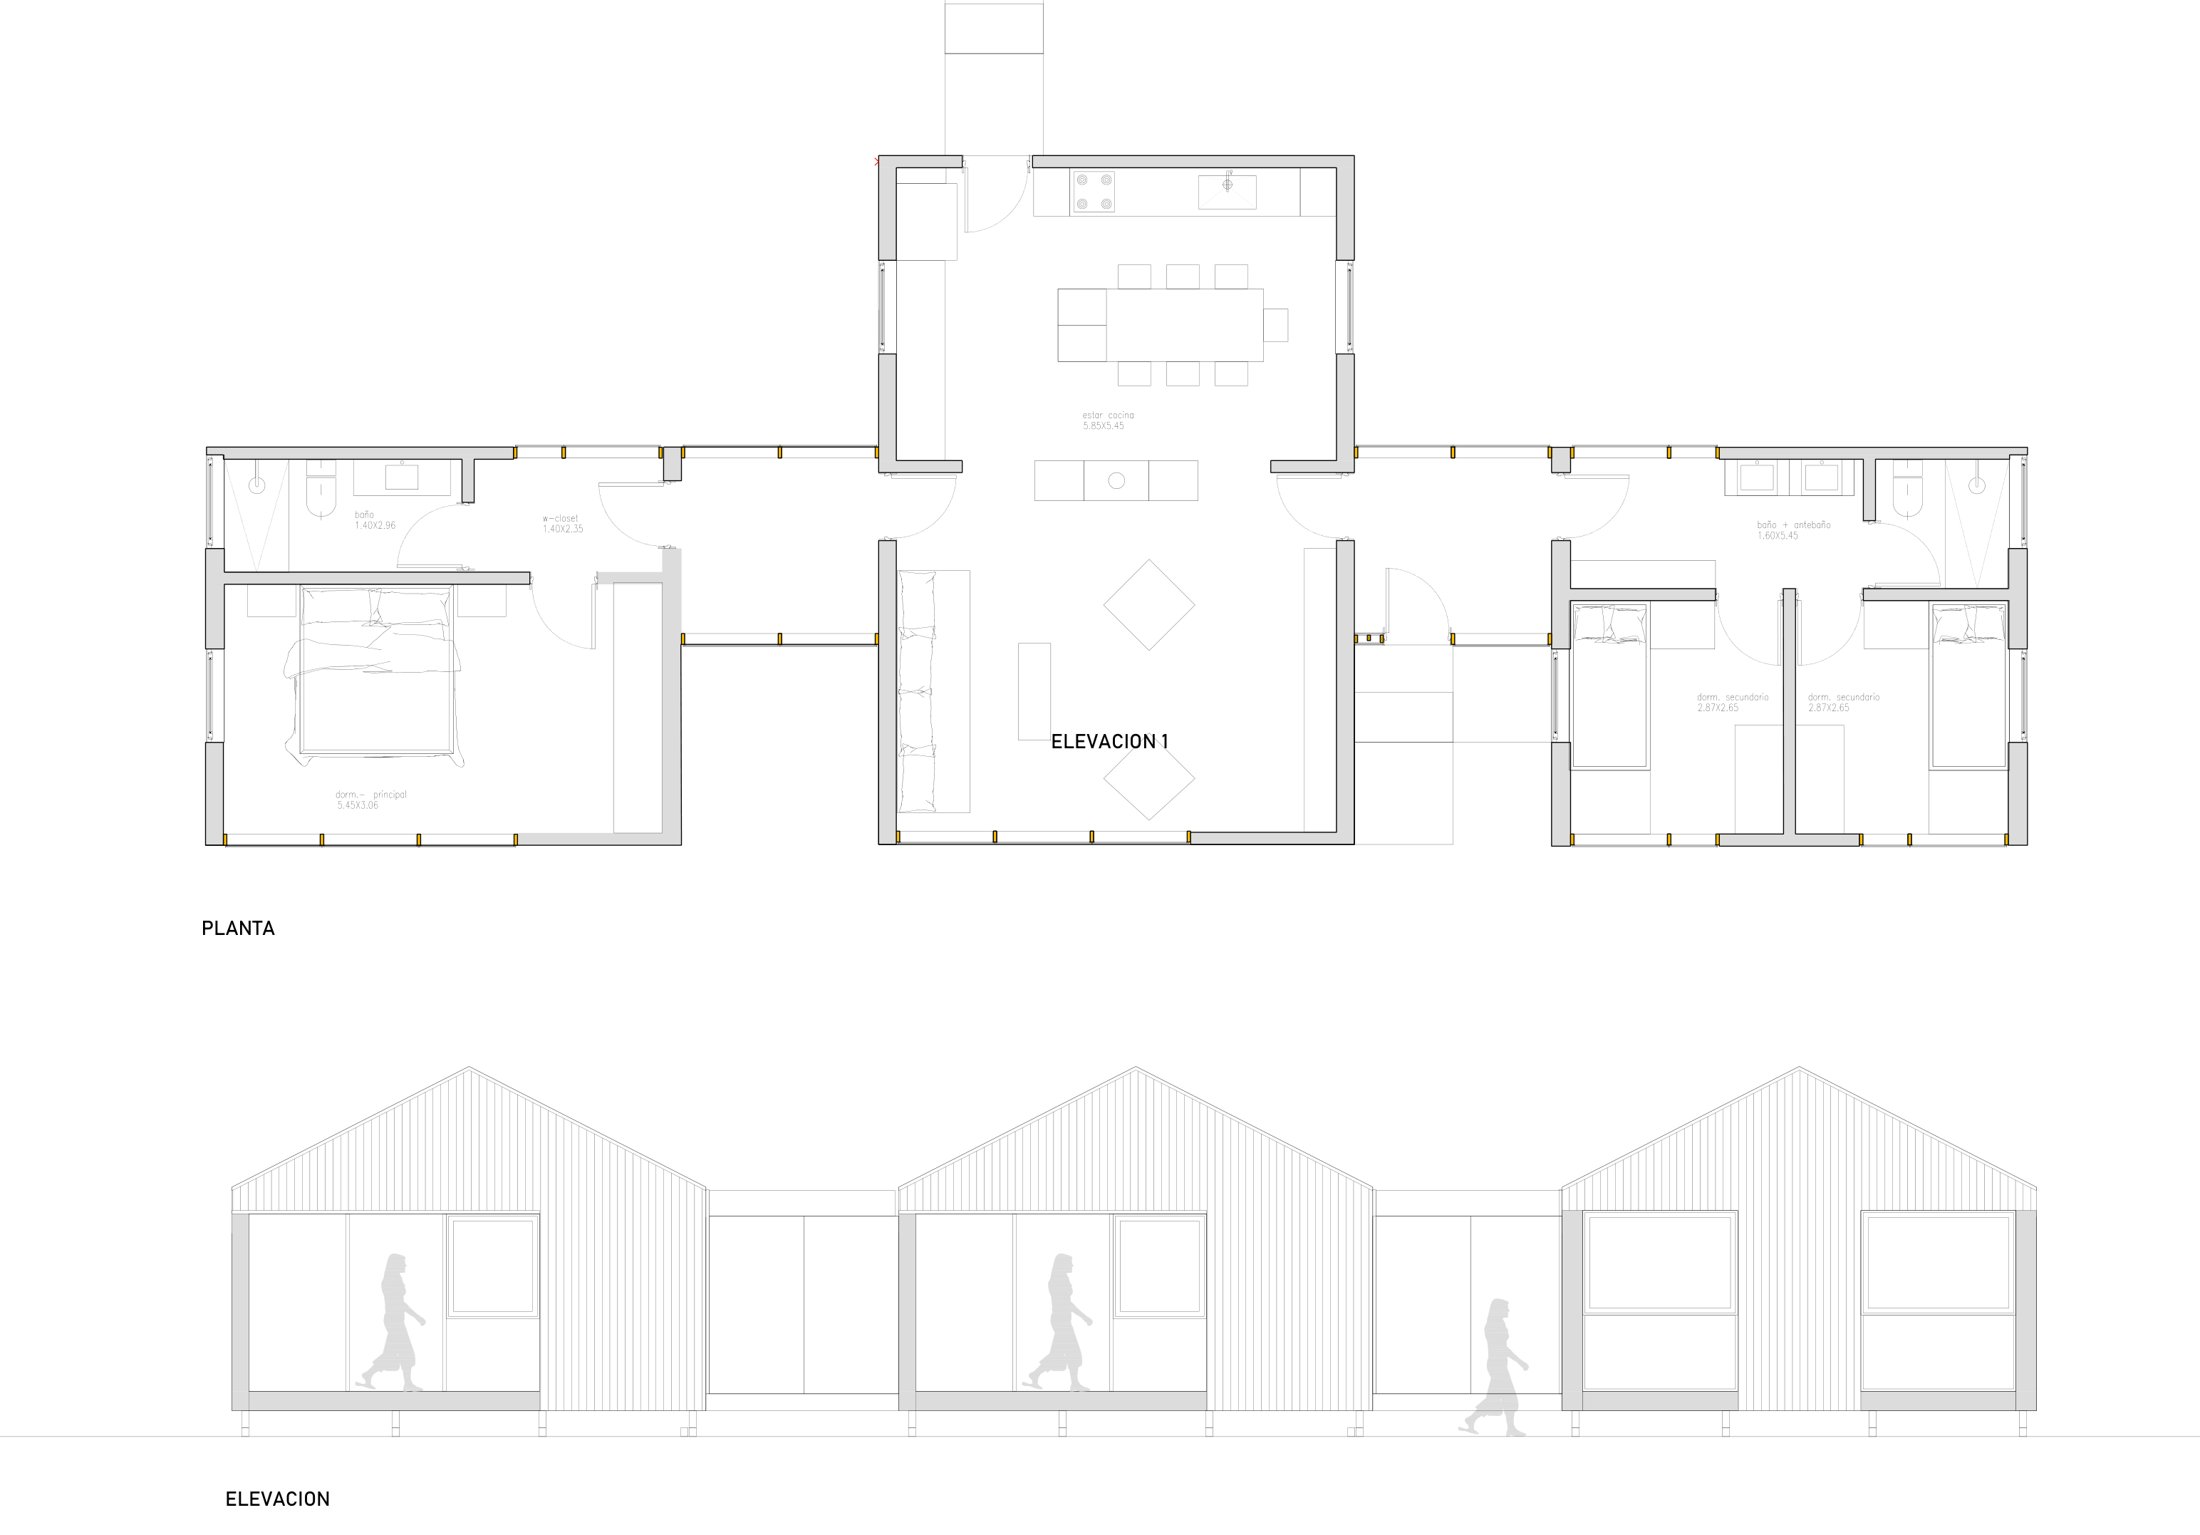 estar cocina
5.85X5.45
baño
1.40X2.96
w-closet
1.40X2.35
baño + antebaño
1.60X5.45
dorm. secundario
2.87X2.65
dorm. secundario
2.87X2.65
ELEVACION 1
dorm.- principal
5.45X3.06
PLANTA
ELEVACION